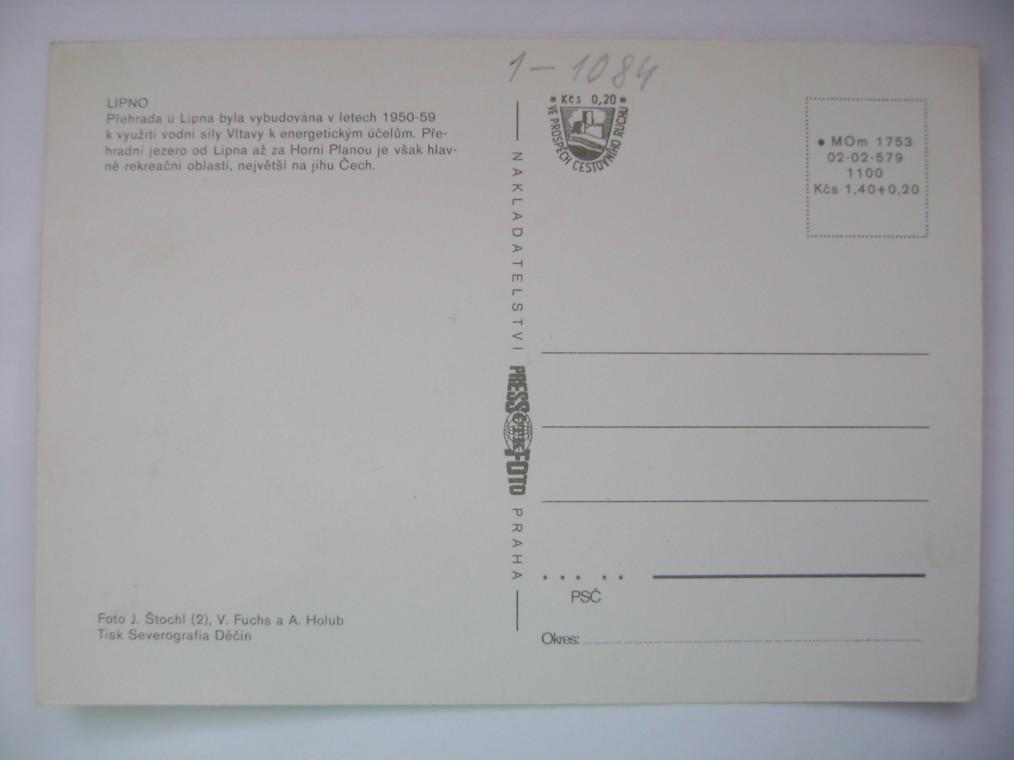 1-1084
LIPNO
Přehrada u Lipna byla vybudována v letech 1950-59
k využití vodní síly Vltavy k energetickým účelům. Pře-
hradní jezero od Lipna až za Horní Planou je však hlav-
ně rekreační oblastí, největší na jihu Čech.
Foto J. Štochl (2), V. Fuchs a A. Holub
Tisk Severografia Děčín
NAKLADATELSTVÍ PRESSFOTO PRAHA
Kčs 0,20
VE PROSPĚCH CESTOVNÍHO RUCHU
MOm 1753
02-02-579
1100
Kčs 1,40+0,20
PSČ
Okres: